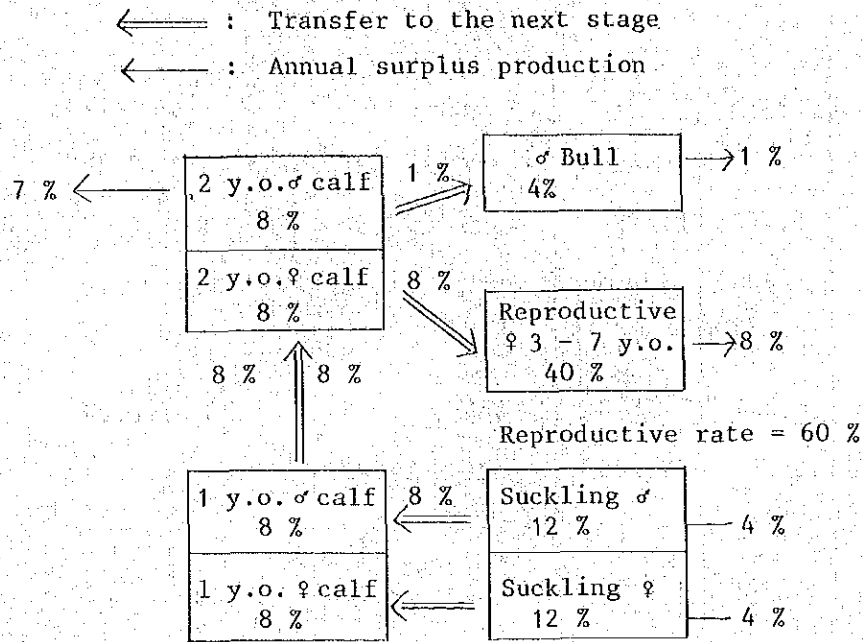 ⇐ : Transfer to the next stage
← : Annual surplus production
7 %
2 y.o.♂ calf
8 %
2 y.o.♀ calf
8 %
1 %
♂ Bull
4%
1 %
8 %
Reproductive
♀ 3 - 7 y.o.
40 %
8 %
8 % 8 %
Reproductive rate = 60 %
1 y.o.♂ calf
8 %
1 y.o. ♀ calf
8 %
8 %
Suckling ♂
12 %
4 %
Suckling ♀
12 %
4 %